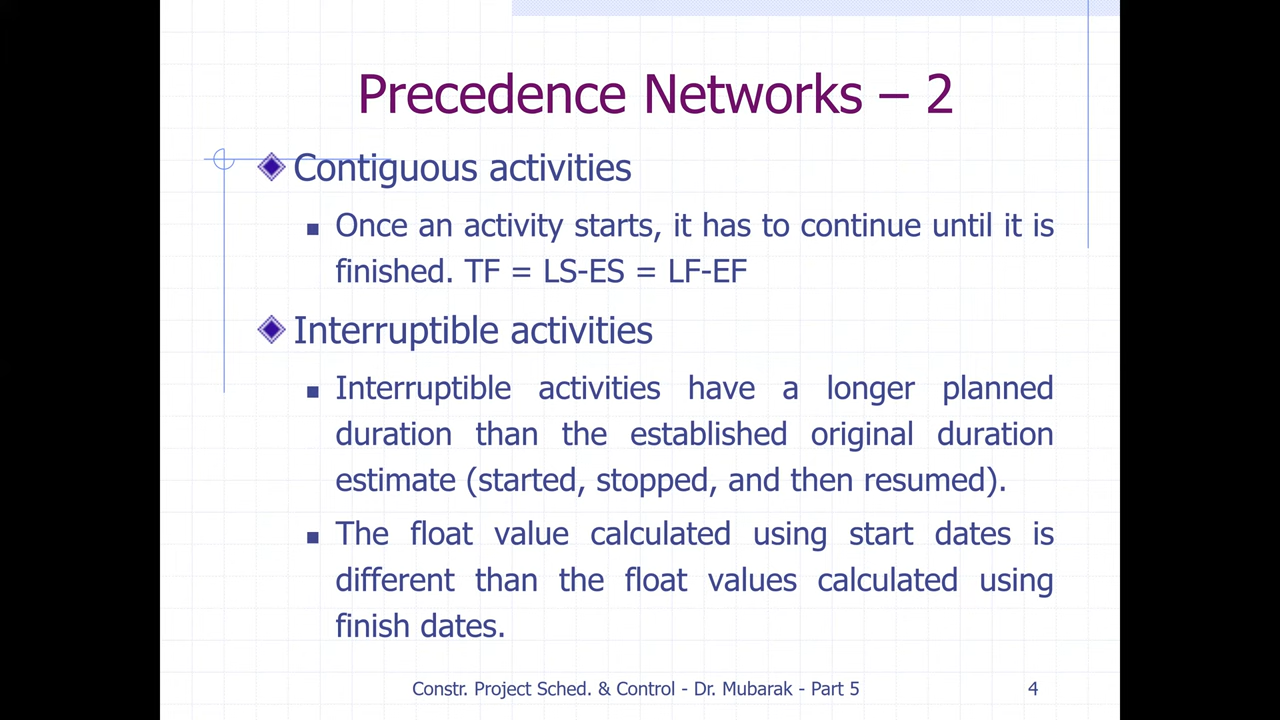 Precedence Networks – 2
Contiguous activities
Once an activity starts, it has to continue until it is
finished. TF = LS-ES = LF-EF
Interruptible activities
Interruptible activities have a longer planned
duration than the established original duration
estimate (started, stopped, and then resumed).
The float value calculated using start dates is
different than the float values calculated using
finish dates.
Constr. Project Sched. & Control - Dr. Mubarak - Part 5
4